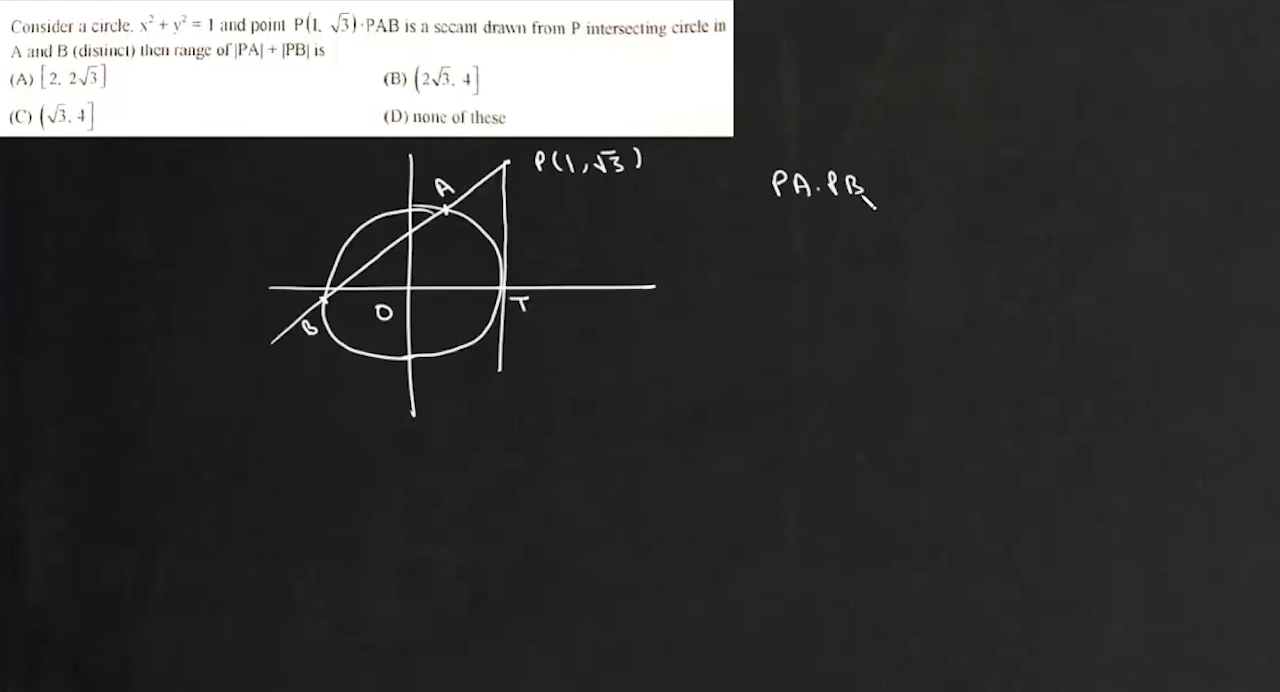 Consider a circle. x² + y² = 1 and point P(1, √3)·PAB is a secant drawn from P intersecting circle in
A and B (distinct) then range of |PA| + |PB| is
(A) [2, 2√3] (B) (2√3, 4]
(C) (√3, 4] (D) none of these
P(1,√3)
A
PA.PB
O
T
B